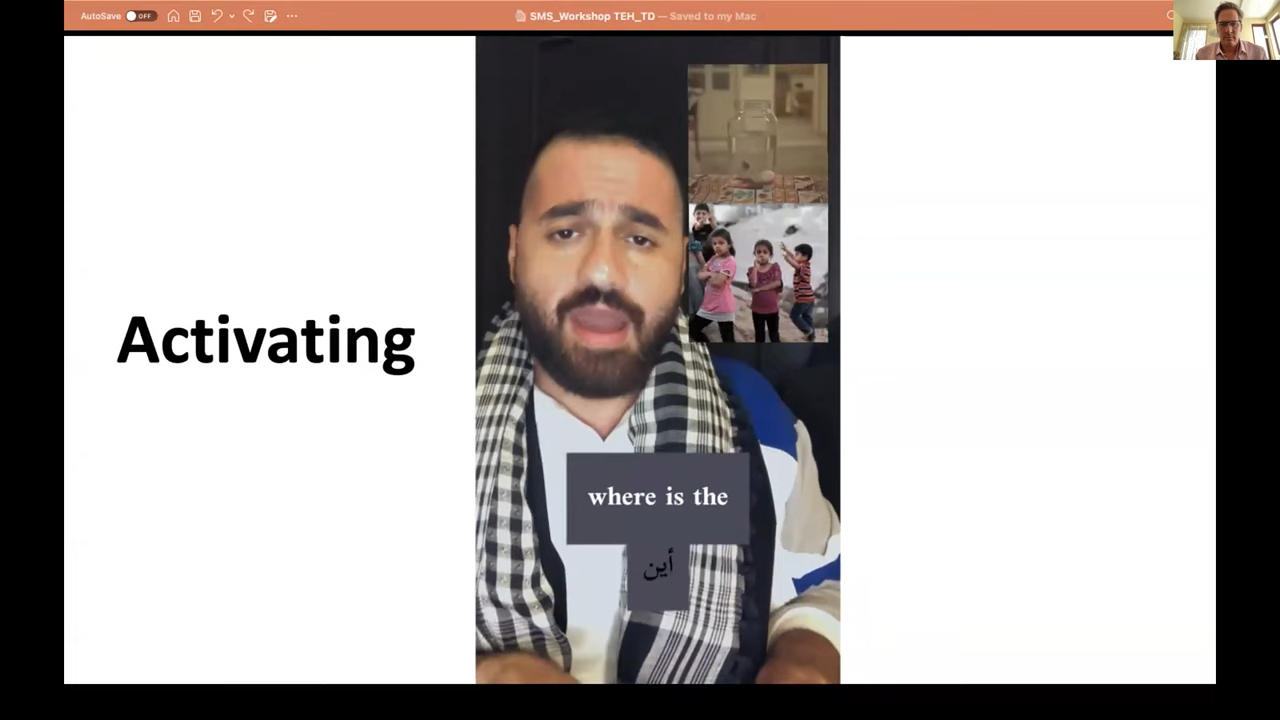 AutoSave OFF SMS_Workshop TEH_TD — Saved to my Mac
Activating
where is the
أين